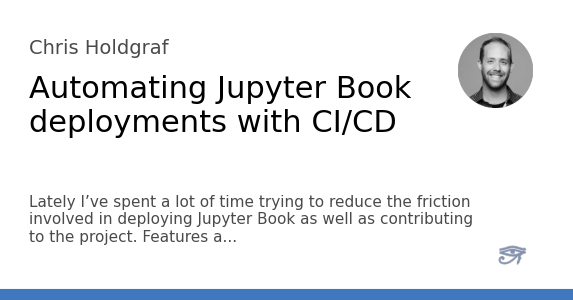 Chris Holdgraf
Automating Jupyter Book
deployments with CI/CD
Lately I’ve spent a lot of time trying to reduce the friction
involved in deploying Jupyter Book as well as contributing
to the project. Features a...